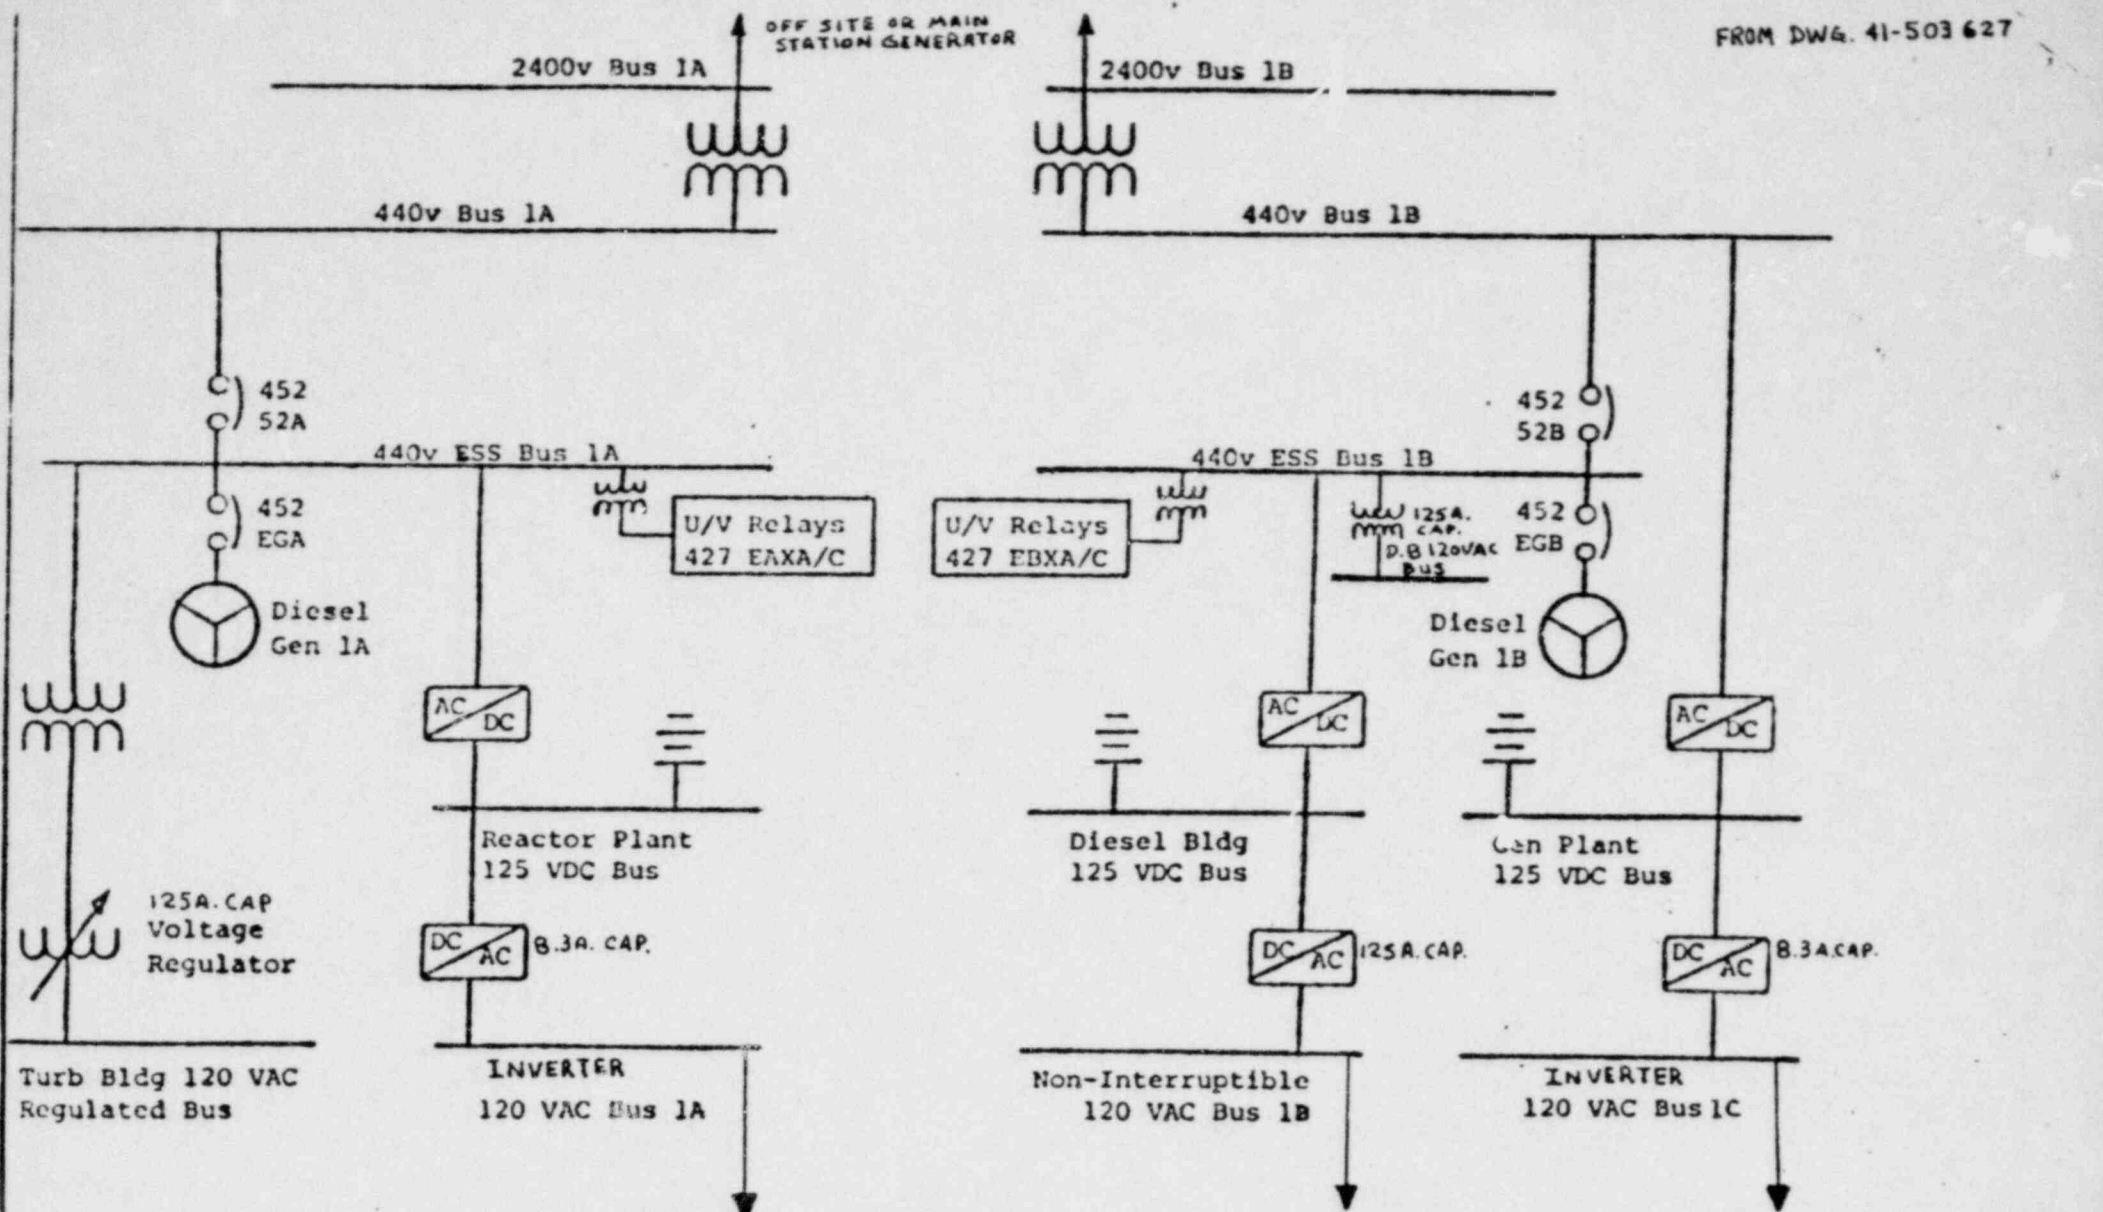 OFF SITE OR MAIN
STATION GENERATOR
FROM DWG. 41-503 627
2400v Bus 1A
2400v Bus 1B
440v Bus 1A
440v Bus 1B
452
52A
452
52B
440v ESS Bus 1A
440v ESS Bus 1B
452
EGA
U/V Relays
427 EAXA/C
U/V Relays
427 EBXA/C
125A.
CAP.
D.B 120VAC
BUS
452
EGB
Diesel
Gen 1A
Diesel
Gen 1B
AC
DC
AC
DC
AC
DC
Reactor Plant
125 VDC Bus
Diesel Bldg
125 VDC Bus
Gen Plant
125 VDC Bus
125A. CAP
Voltage
Regulator
DC
AC
8.3A. CAP.
DC
AC
125A. CAP.
DC
AC
8.3A.CAP.
Turb Bldg 120 VAC
Regulated Bus
INVERTER
120 VAC Bus 1A
Non-Interruptible
120 VAC Bus 1B
INVERTER
120 VAC Bus 1C